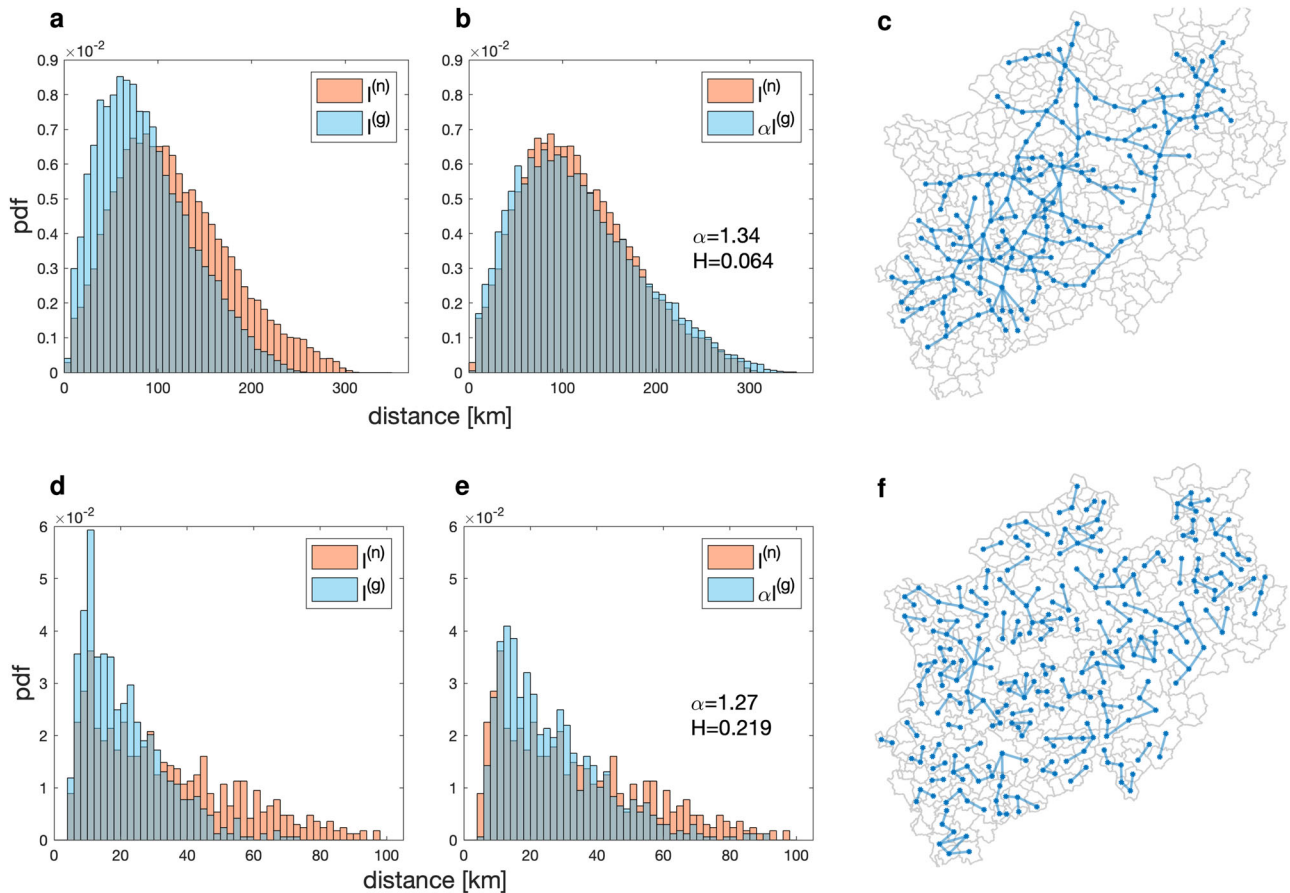 a
×10⁻²
0.9
0.8
0.7
0.6
0.5
0.4
0.3
0.2
0.1
0
pdf
l⁽ⁿ⁾
l⁽ᵍ⁾
0 100 200 300
b
×10⁻²
0.9
0.8
0.7
0.6
0.5
0.4
0.3
0.2
0.1
0
l⁽ⁿ⁾
αl⁽ᵍ⁾
α=1.34
H=0.064
0 100 200 300
distance [km]
c
d
×10⁻²
6
5
4
3
2
1
0
pdf
l⁽ⁿ⁾
l⁽ᵍ⁾
0 20 40 60 80 100
e
×10⁻²
6
5
4
3
2
1
0
l⁽ⁿ⁾
αl⁽ᵍ⁾
α=1.27
H=0.219
0 20 40 60 80 100
distance [km]
f